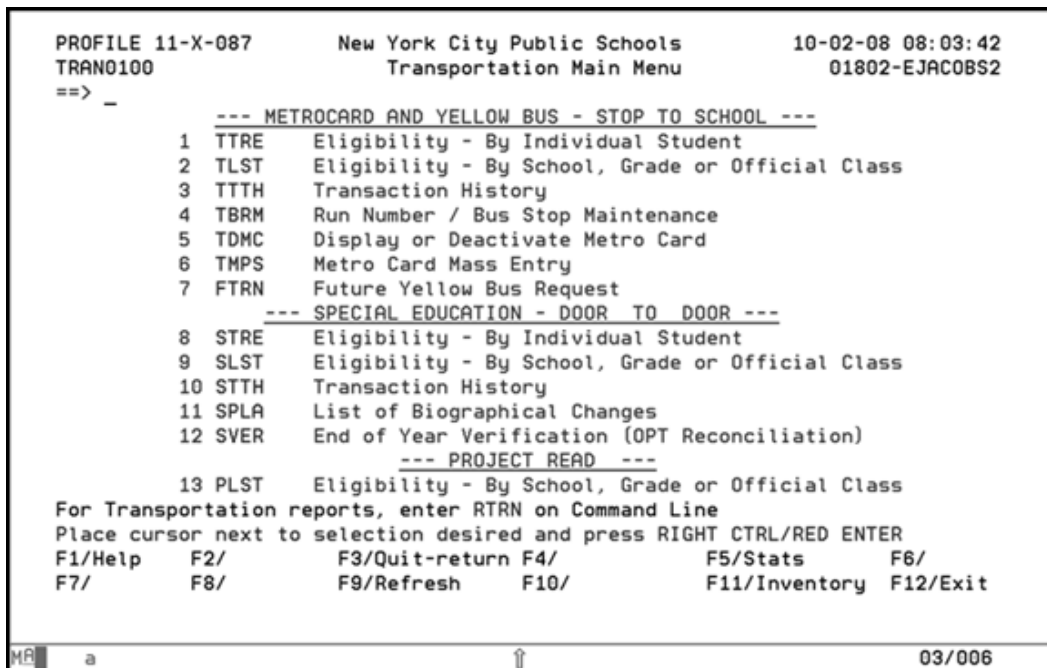 PROFILE 11-X-087 New York City Public Schools 10-02-08 08:03:42
TRAN0100 Transportation Main Menu 01802-EJACOBS2
==> _
--- METROCARD AND YELLOW BUS - STOP TO SCHOOL ---
1 TTRE Eligibility - By Individual Student
2 TLST Eligibility - By School, Grade or Official Class
3 TTTH Transaction History
4 TBRM Run Number / Bus Stop Maintenance
5 TDMC Display or Deactivate Metro Card
6 TMPS Metro Card Mass Entry
7 FTRN Future Yellow Bus Request
--- SPECIAL EDUCATION - DOOR TO DOOR ---
8 STRE Eligibility - By Individual Student
9 SLST Eligibility - By School, Grade or Official Class
10 STTH Transaction History
11 SPLA List of Biographical Changes
12 SVER End of Year Verification (OPT Reconciliation)
--- PROJECT READ ---
13 PLST Eligibility - By School, Grade or Official Class
For Transportation reports, enter RTRN on Command Line
Place cursor next to selection desired and press RIGHT CTRL/RED ENTER
F1/Help F2/ F3/Quit-return F4/ F5/Stats F6/
F7/ F8/ F9/Refresh F10/ F11/Inventory F12/Exit
MA a ⇧ 03/006